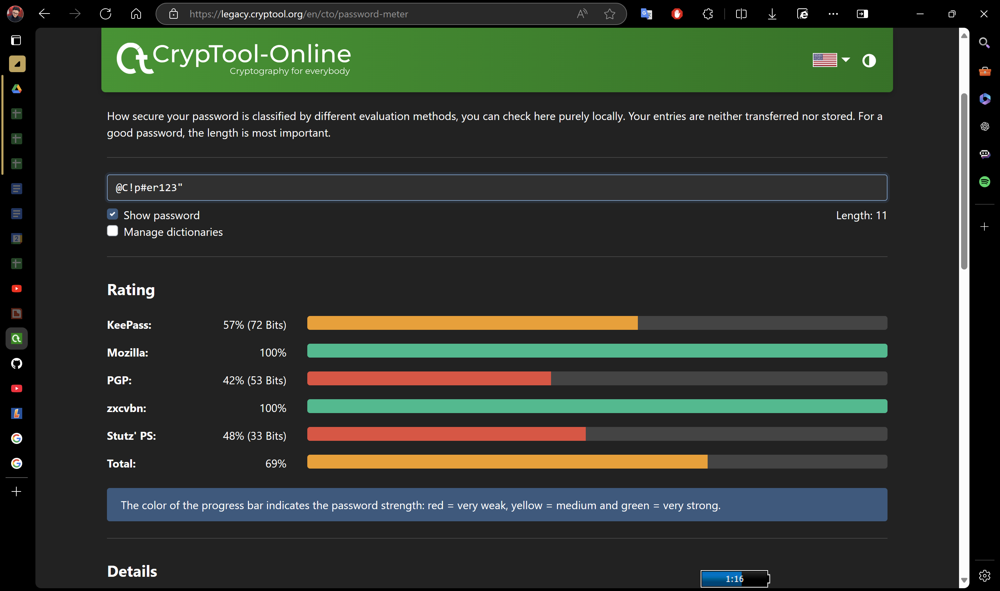 https://legacy.cryptool.org/en/cto/password-meter
CrypTool-Online
Cryptography for everybody
How secure your password is classified by different evaluation methods, you can check here purely locally. Your entries are neither transferred nor stored. For a
good password, the length is most important.
@C!p#er123"
Show password
Length: 11
Manage dictionaries
Rating
KeePass: 57% (72 Bits)
Mozilla: 100%
PGP: 42% (53 Bits)
zxcvbn: 100%
Stutz' PS: 48% (33 Bits)
Total: 69%
The color of the progress bar indicates the password strength: red = very weak, yellow = medium and green = very strong.
Details
1:16